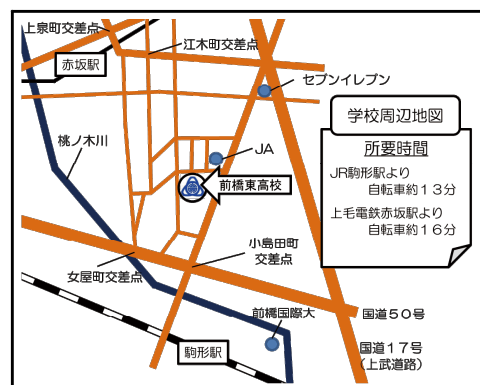 上泉町交差点
江木町交差点
赤坂駅
セブンイレブン
学校周辺地図
所要時間
JR駒形駅より
自転車約13分
上毛電鉄赤坂駅より
自転車約16分
桃ノ木川
JA
前橋東高校
小島田町
交差点
女屋町交差点
国道50号
前橋国際大
駒形駅
国道17号
(上武道路)